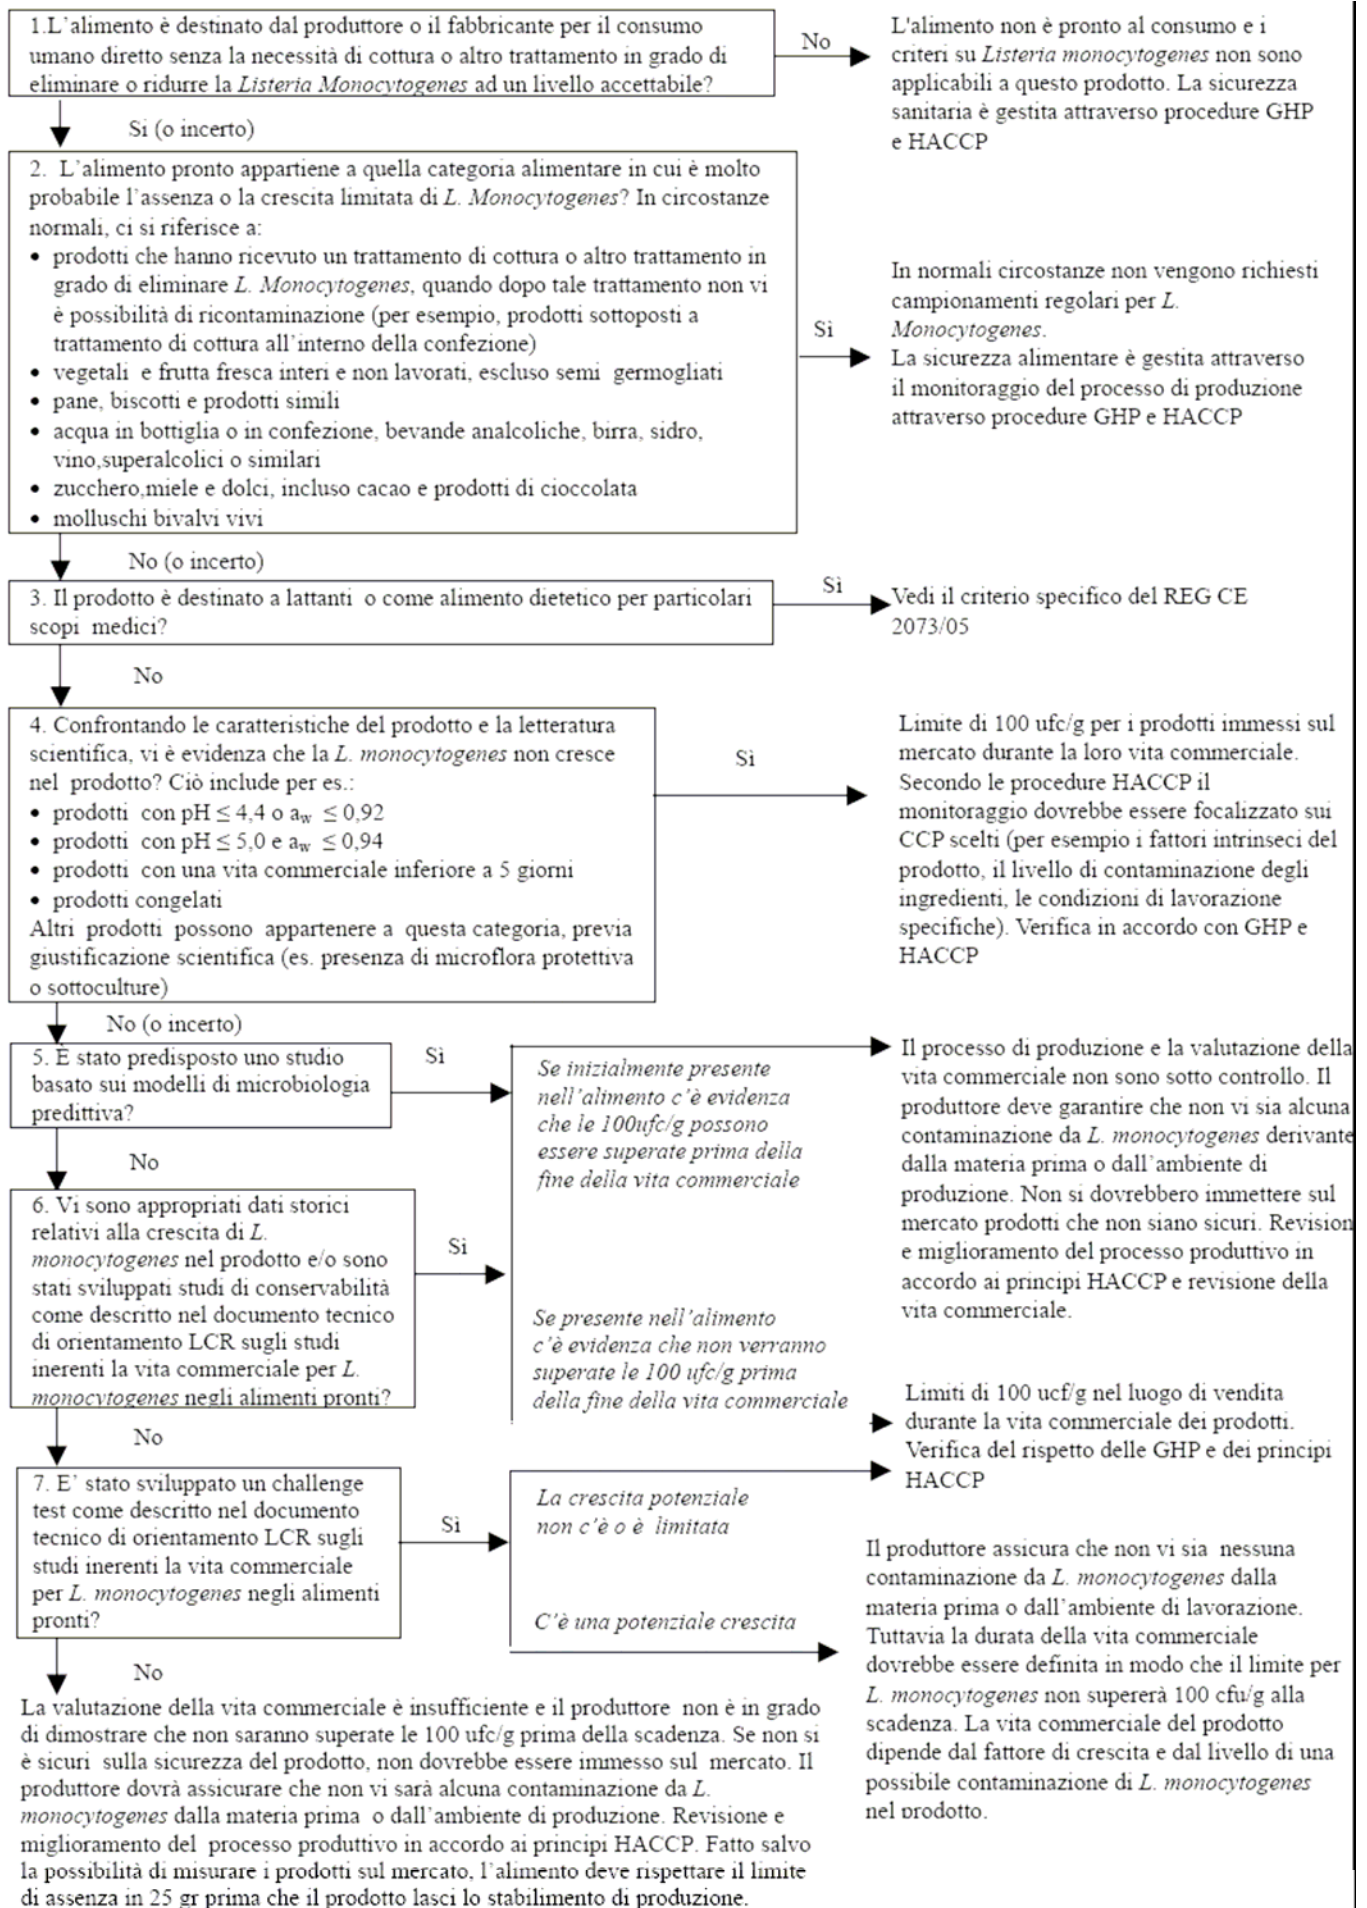 1.L'alimento è destinato dal produttore o il fabbricante per il consumo
umano diretto senza la necessità di cottura o altro trattamento in grado di
eliminare o ridurre la Listeria Monocytogenes ad un livello accettabile?
No
L'alimento non è pronto al consumo e i
criteri su Listeria monocytogenes non sono
applicabili a questo prodotto. La sicurezza
sanitaria è gestita attraverso procedure GHP
e HACCP
Si (o incerto)
2. L'alimento pronto appartiene a quella categoria alimentare in cui è molto
probabile l'assenza o la crescita limitata di L. Monocytogenes? In circostanze
normali, ci si riferisce a:
• prodotti che hanno ricevuto un trattamento di cottura o altro trattamento in
grado di eliminare L. Monocytogenes, quando dopo tale trattamento non vi
è possibilità di ricontaminazione (per esempio, prodotti sottoposti a
trattamento di cottura all'interno della confezione)
• vegetali e frutta fresca interi e non lavorati, escluso semi germogliati
• pane, biscotti e prodotti simili
• acqua in bottiglia o in confezione, bevande analcoliche, birra, sidro,
vino,superalcolici o similari
• zucchero,miele e dolci, incluso cacao e prodotti di cioccolata
• molluschi bivalvi vivi
Sì
In normali circostanze non vengono richiesti
campionamenti regolari per L.
Monocytogenes.
La sicurezza alimentare è gestita attraverso
il monitoraggio del processo di produzione
attraverso procedure GHP e HACCP
No (o incerto)
3. Il prodotto è destinato a lattanti o come alimento dietetico per particolari
scopi medici?
Sì
Vedi il criterio specifico del REG CE
2073/05
No
4. Confrontando le caratteristiche del prodotto e la letteratura
scientifica, vi è evidenza che la L. monocytogenes non cresce
nel prodotto? Ciò include per es.:
• prodotti con pH ≤ 4,4 o aw ≤ 0,92
• prodotti con pH ≤ 5,0 e aw ≤ 0,94
• prodotti con una vita commerciale inferiore a 5 giorni
• prodotti congelati
Altri prodotti possono appartenere a questa categoria, previa
giustificazione scientifica (es. presenza di microflora protettiva
o sottoculture)
Sì
Limite di 100 ufc/g per i prodotti immessi sul
mercato durante la loro vita commerciale.
Secondo le procedure HACCP il
monitoraggio dovrebbe essere focalizzato sui
CCP scelti (per esempio i fattori intrinseci del
prodotto, il livello di contaminazione degli
ingredienti, le condizioni di lavorazione
specifiche). Verifica in accordo con GHP e
HACCP
No (o incerto)
5. È stato predisposto uno studio
basato sui modelli di microbiologia
predittiva?
Sì
Se inizialmente presente
nell'alimento c'è evidenza
che le 100ufc/g possono
essere superate prima della
fine della vita commerciale
Il processo di produzione e la valutazione della
vita commerciale non sono sotto controllo. Il
produttore deve garantire che non vi sia alcuna
contaminazione da L. monocytogenes derivante
dalla materia prima o dall'ambiente di
produzione. Non si dovrebbero immettere sul
mercato prodotti che non siano sicuri. Revision
e miglioramento del processo produttivo in
accordo ai principi HACCP e revisione della
vita commerciale.
No
6. Vi sono appropriati dati storici
relativi alla crescita di L.
monocytogenes nel prodotto e/o sono
stati sviluppati studi di conservabilità
come descritto nel documento tecnico
di orientamento LCR sugli studi
inerenti la vita commerciale per L.
monocytogenes negli alimenti pronti?
Sì
Se presente nell'alimento
c'è evidenza che non verranno
superate le 100 ufc/g prima
della fine della vita commerciale
Limiti di 100 ucf/g nel luogo di vendita
durante la vita commerciale dei prodotti.
Verifica del rispetto delle GHP e dei principi
HACCP
No
7. E' stato sviluppato un challenge
test come descritto nel documento
tecnico di orientamento LCR sugli
studi inerenti la vita commerciale
per L. monocytogenes negli alimenti
pronti?
Sì
La crescita potenziale
non c'è o è limitata
C'è una potenziale crescita
Il produttore assicura che non vi sia nessuna
contaminazione da L. monocytogenes dalla
materia prima o dall'ambiente di lavorazione.
Tuttavia la durata della vita commerciale
dovrebbe essere definita in modo che il limite per
L. monocytogenes non supererà 100 cfu/g alla
scadenza. La vita commerciale del prodotto
dipende dal fattore di crescita e dal livello di una
possibile contaminazione di L. monocytogenes
nel prodotto.
No
La valutazione della vita commerciale è insufficiente e il produttore non è in grado
di dimostrare che non saranno superate le 100 ufc/g prima della scadenza. Se non si
è sicuri sulla sicurezza del prodotto, non dovrebbe essere immesso sul mercato. Il
produttore dovrà assicurare che non vi sarà alcuna contaminazione da L.
monocytogenes dalla materia prima o dall'ambiente di produzione. Revisione e
miglioramento del processo produttivo in accordo ai principi HACCP. Fatto salvo
la possibilità di misurare i prodotti sul mercato, l'alimento deve rispettare il limite
di assenza in 25 gr prima che il prodotto lasci lo stabilimento di produzione.